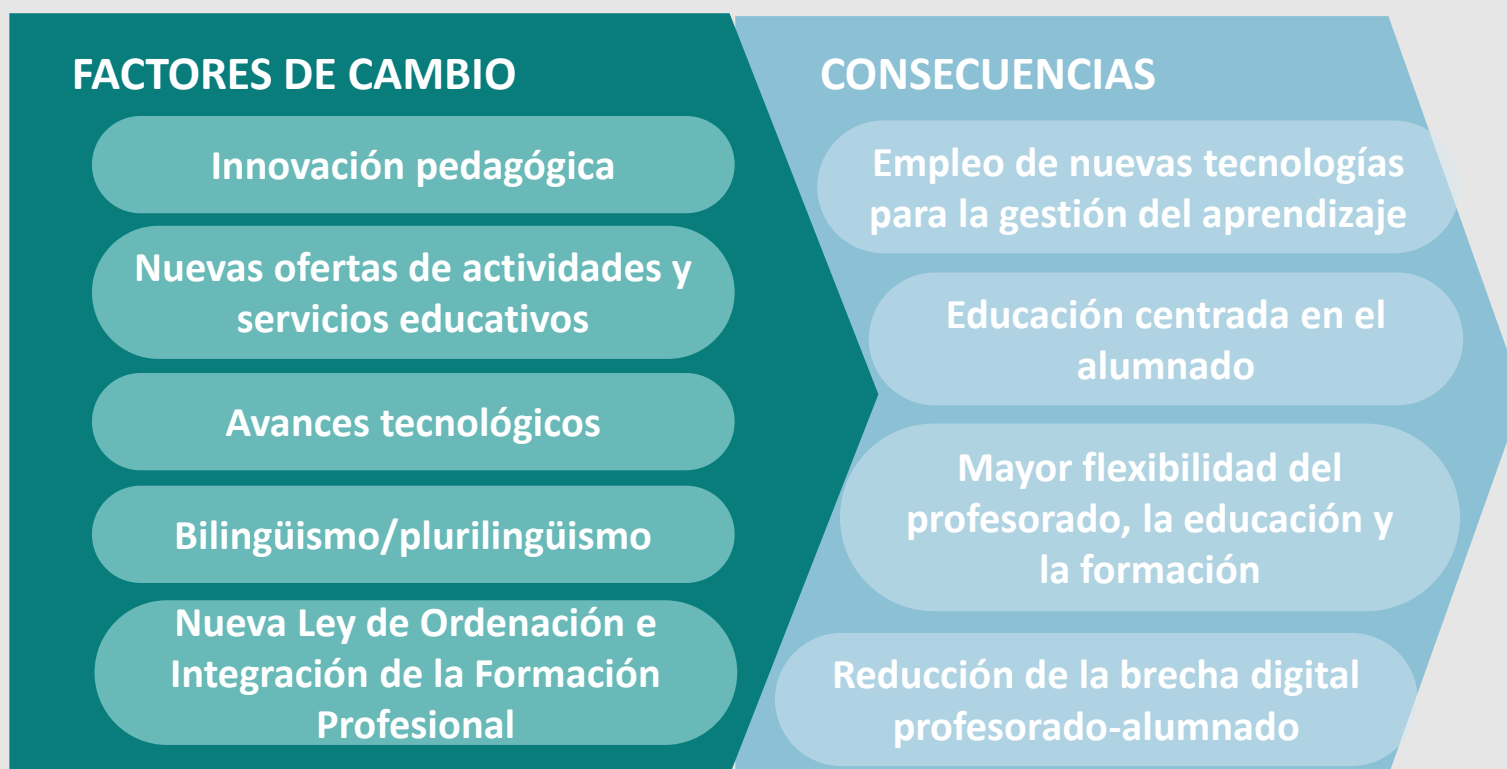 FACTORES DE CAMBIO
Innovación pedagógica
Nuevas ofertas de actividades y
servicios educativos
Avances tecnológicos
Bilingüismo/plurilingüismo
Nueva Ley de Ordenación e
Integración de la Formación
Profesional
CONSECUENCIAS
Empleo de nuevas tecnologías
para la gestión del aprendizaje
Educación centrada en el
alumnado
Mayor flexibilidad del
profesorado, la educación y
la formación
Reducción de la brecha digital
profesorado-alumnado